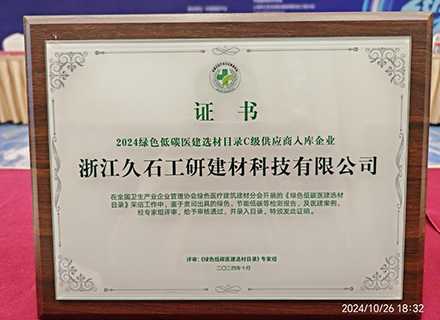 证书
2024绿色低碳医建选材目录C级供应商入库企业
浙江久石工研建材科技有限公司
在全国卫生产业企业管理协会绿色医疗建筑建材分会开展的《绿色低碳医建选材
目录》采信工作中，鉴于贵司出具的绿色、节能低碳等检测报告，及医建案例，
经专家组评审，给予审核通过，并录入目录，特颁发此证明。
评审：《绿色低碳医建选材目录》专家组
二〇二四年十月
2024/10/26 18:32